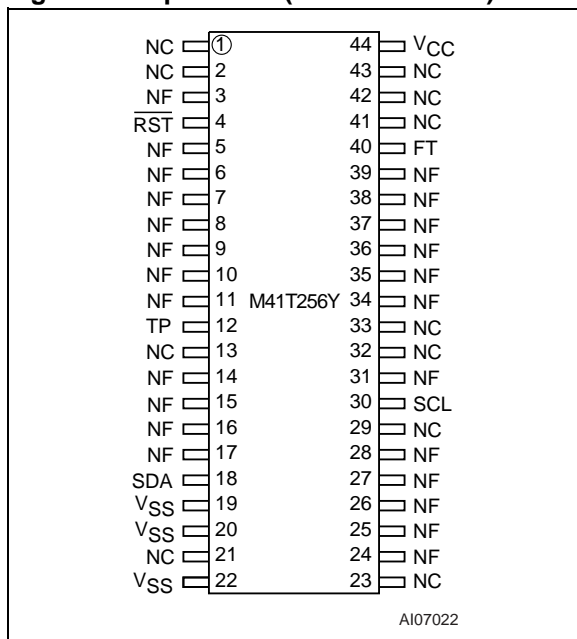 NC 1 44 VCC
NC 2 43 NC
NF 3 42 NC
RST 4 41 NC
NF 5 40 FT
NF 6 39 NF
NF 7 38 NF
NF 8 37 NF
NF 9 36 NF
NF 10 35 NF
NF 11 M41T256Y 34 NF
TP 12 33 NC
NC 13 32 NC
NF 14 31 NF
NF 15 30 SCL
NF 16 29 NC
NF 17 28 NF
SDA 18 27 NF
VSS 19 26 NF
VSS 20 25 NF
NC 21 24 NF
VSS 22 23 NC
AI07022